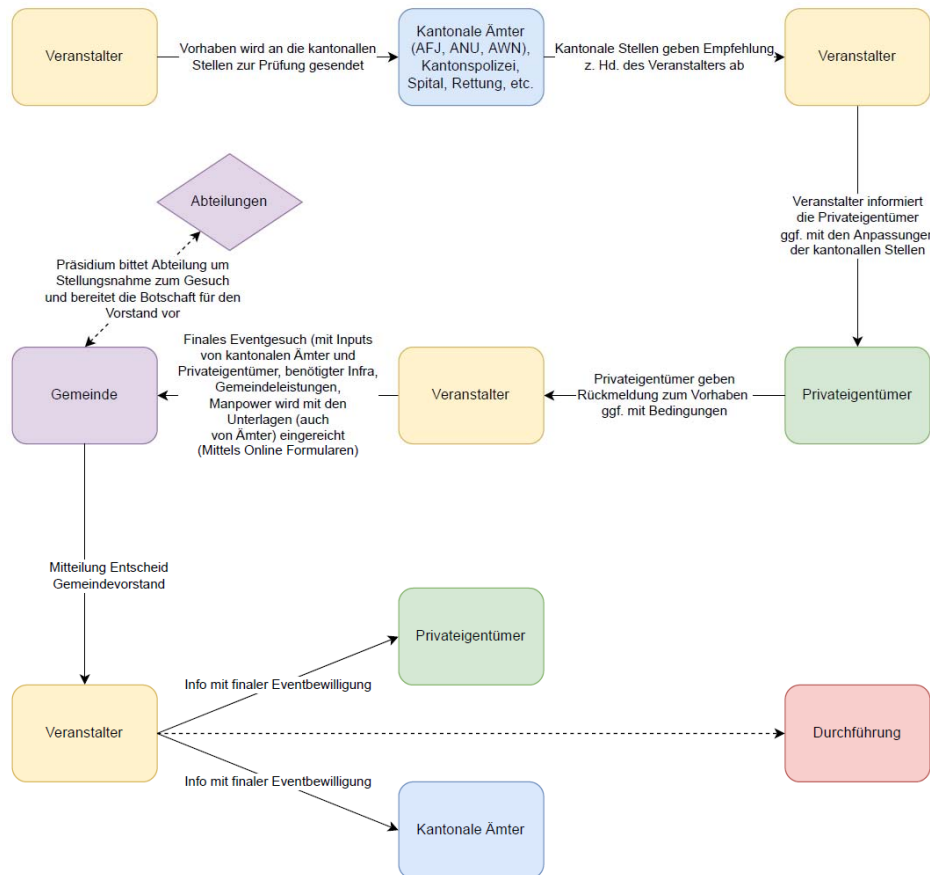 Veranstalter
Vorhaben wird an die kantonallen
Stellen zur Prüfung gesendet
Kantonale Ämter
(AFJ, ANU, AWN),
Kantonspolizei,
Spital, Rettung, etc.
Kantonale Stellen geben Empfehlung
z. Hd. des Veranstalters ab
Veranstalter
Veranstalter informiert
die Privateigentümer
ggf. mit den Anpassungen
der kantonallen Stellen
Abteilungen
Präsidium bittet Abteilung um
Stellungsnahme zum Gesuch
und bereitet die Botschaft für den
Vorstand vor
Gemeinde
Finales Eventgesuch (mit Inputs
von kantonalen Ämter und
Privateigentümer, benötigter Infra,
Gemeindeleistungen,
Manpower wird mit den
Unterlagen (auch
von Ämter) eingereicht
(Mittels Online Formularen)
Veranstalter
Privateigentümer geben
Rückmeldung zum Vorhaben
ggf. mit Bedingungen
Privateigentümer
Mitteilung Entscheid
Gemeindevorstand
Privateigentümer
Info mit finaler Eventbewilligung
Veranstalter
Durchführung
Info mit finaler Eventbewilligung
Kantonale Ämter